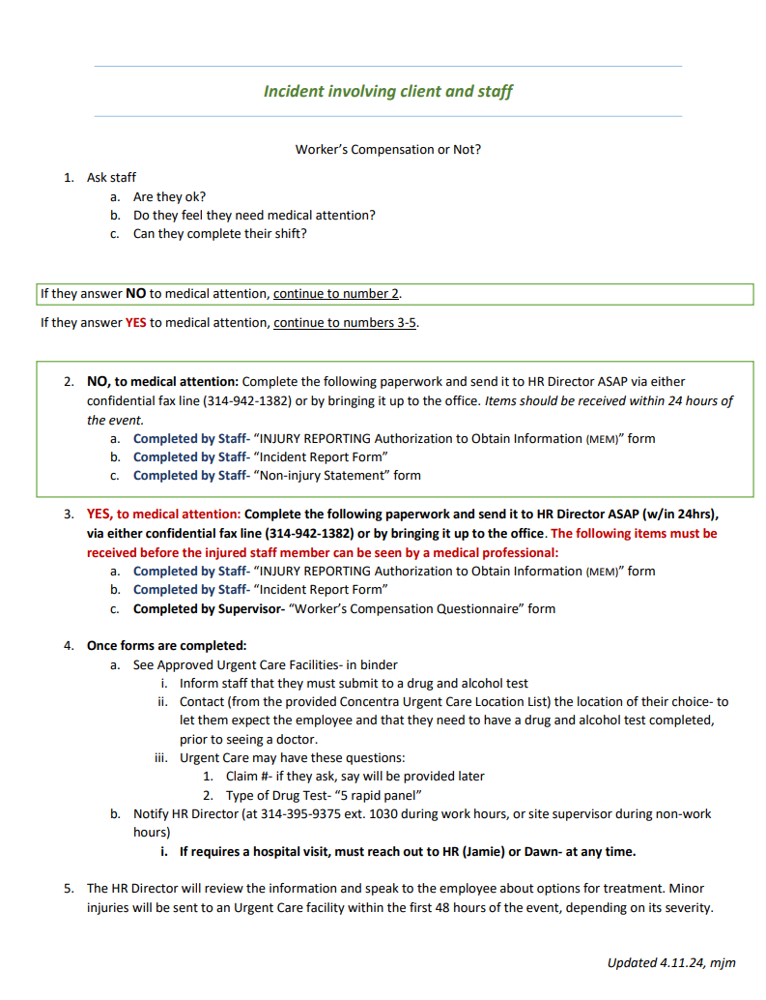 Incident involving client and staff
Worker’s Compensation or Not?
1. Ask staff
a. Are they ok?
b. Do they feel they need medical attention?
c. Can they complete their shift?
If they answer NO to medical attention, continue to number 2.
If they answer YES to medical attention, continue to numbers 3-5.
2. NO, to medical attention: Complete the following paperwork and send it to HR Director ASAP via either
confidential fax line (314-942-1382) or by bringing it up to the office. Items should be received within 24 hours of
the event.
a. Completed by Staff- “INJURY REPORTING Authorization to Obtain Information (MEM)” form
b. Completed by Staff- “Incident Report Form”
c. Completed by Staff- “Non-injury Statement” form
3. YES, to medical attention: Complete the following paperwork and send it to HR Director ASAP (w/in 24hrs),
via either confidential fax line (314-942-1382) or by bringing it up to the office. The following items must be
received before the injured staff member can be seen by a medical professional:
a. Completed by Staff- “INJURY REPORTING Authorization to Obtain Information (MEM)” form
b. Completed by Staff- “Incident Report Form”
c. Completed by Supervisor- “Worker’s Compensation Questionnaire” form
4. Once forms are completed:
a. See Approved Urgent Care Facilities- in binder
i. Inform staff that they must submit to a drug and alcohol test
ii. Contact (from the provided Concentra Urgent Care Location List) the location of their choice- to
let them expect the employee and that they need to have a drug and alcohol test completed,
prior to seeing a doctor.
iii. Urgent Care may have these questions:
1. Claim #- if they ask, say will be provided later
2. Type of Drug Test- “5 rapid panel”
b. Notify HR Director (at 314-395-9375 ext. 1030 during work hours, or site supervisor during non-work
hours)
i. If requires a hospital visit, must reach out to HR (Jamie) or Dawn- at any time.
5. The HR Director will review the information and speak to the employee about options for treatment. Minor
injuries will be sent to an Urgent Care facility within the first 48 hours of the event, depending on its severity.
Updated 4.11.24, mjm